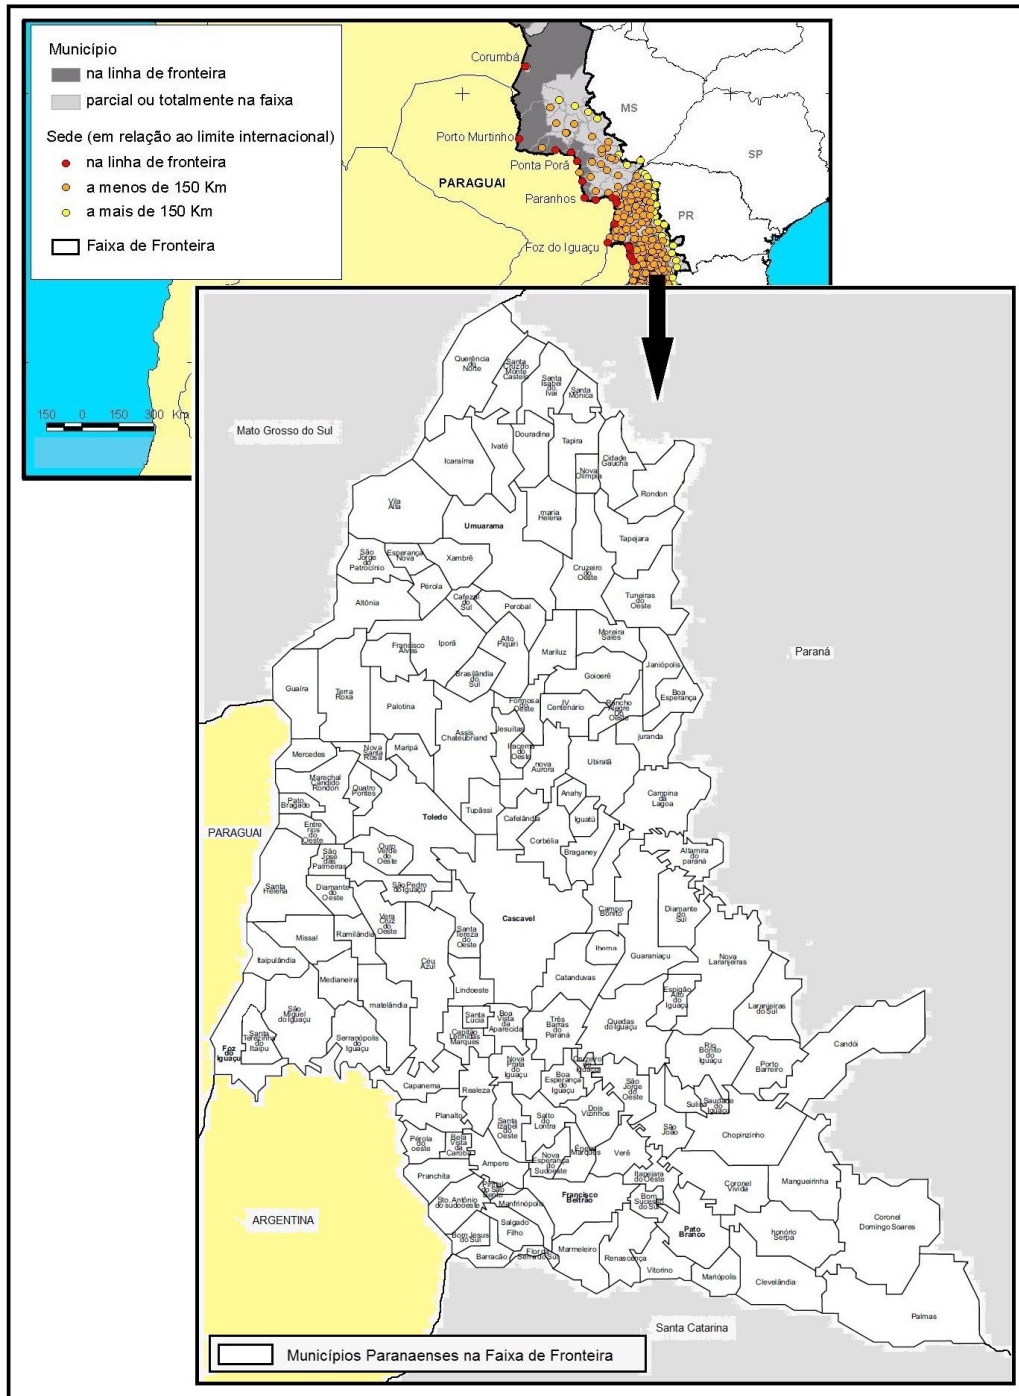 Município
na linha de fronteira
parcial ou totalmente na faixa
Sede (em relação ao limite internacional)
na linha de fronteira
a menos de 150 Km
a mais de 150 Km
Faixa de Fronteira
Corumbá
Porto Murtinho
Ponta Porã
PARAGUAI
Paranhos
Foz do Iguaçu
MS
SP
PR
150 0 150 300 Km
Mato Grosso do Sul
Paraná
PARAGUAI
ARGENTINA
Santa Catarina
Querência
do
Norte
Santa
Cruz do
Monte
Castelo
Santa
Isabel
do
Ivaí
Santa
Mônica
Icaraíma
Ivaté
Douradina
Tapira
Nova
Olímpia
Cidade
Gaucha
Rondon
Vila
Alta
Umuarama
maria
Helena
Tapejara
São
Jorge
do
Patrocínio
Esperança
Nova
Xambrê
Cruzeiro
do
Oeste
Tuneiras
do
Oeste
Altônia
Pérola
Cafezal
do
Sul
Perobal
Francisco
Alves
Iporã
Alto
Piquiri
Mariluz
Moreira
Sales
Janiópolis
Guaíra
Terra
Roxa
Palotina
Brasilândia
do
Sul
Goioerê
Boa
Esperança
Formosa
do
Oeste
IV
Centenário
Rancho
Alegre
do
Oeste
juranda
Assis
Chateubriand
Jesuítas
Iracema
do
Oeste
nova
Aurora
Ubiratã
Mercedes
Nova
Santa
Rosa
Maripá
Marechal
Cândido
Rondon
Quatro
Pontes
Pato
Bragado
Toledo
Tupãssi
Cafelândia
Anahy
Iguatú
Campina
da
Lagoa
Entre
rios
do
Oeste
Corbélia
Braganey
Altamira
do
paraná
São
José
das
Palmeiras
Ouro
Verde
do
Oeste
Santa
Helena
Diamante
do
Oeste
São Pedro
do Iguaçu
Vera
Cruz
do
Oeste
Cascavel
Campo
Bonito
Diamante
do
Sul
Missal
Ramilândia
Santa
Tereza
do
Oeste
Ibema
Guaraniaçu
Nova
Laranjeiras
Itaipulândia
Medianeira
Céu
Azul
Lindoeste
Catanduvas
Espigão
Alto
do
Iguaçu
Laranjeiras
do Sul
Candói
São
Miguel
do Iguaçu
matelândia
Santa
Lucia
Boa
Vista
da
Aparecida
Três
Barras
do
Paraná
Quedas
do Iguaçu
Santa
Terezinha
do
Itaipu
Foz
do
Iguaçu
Serranópolis
do
Iguaçu
Capitão
Leônidas
Marques
Nova
Prata
do
Iguaçu
Cruzeiro
do
Iguaçu
Rio
Bonito
do
Iguaçu
Porto
Barreiro
Capanema
Realeza
Boa
Esperança
do
Iguaçu
São
Jorge
do
Oeste
Sulina
Saudade
do
Iguaçu
Planalto
Santa
Izabel
do
Oeste
Salto
do
Lontra
Dois
Vizinhos
São
João
Chopinzinho
Pérola
do
oeste
Bela
Vista
da
Caroba
Ampere
Nova
Esperança
do
Sudoeste
Éneas
Marques
Verê
Itapejara
do Oeste
Coronel
Vivida
Mangueirinha
Pranchita
Pinhal
do São
Bento
Manfrinópolis
Francisco
Beltrão
Bom
Sucesso
do Sul
Coronel
Domingo Soares
Sto. Antônio
do sudooeste
Salgado
Filho
Pato
Branco
honório
Serpa
Bom Jesus
do Sul
Barracão
Flor da
Serra do Sul
Marmeleiro
Renascença
Vitorino
Mariópolis
Clevelândia
Palmas
Municípios Paranaenses na Faixa de Fronteira